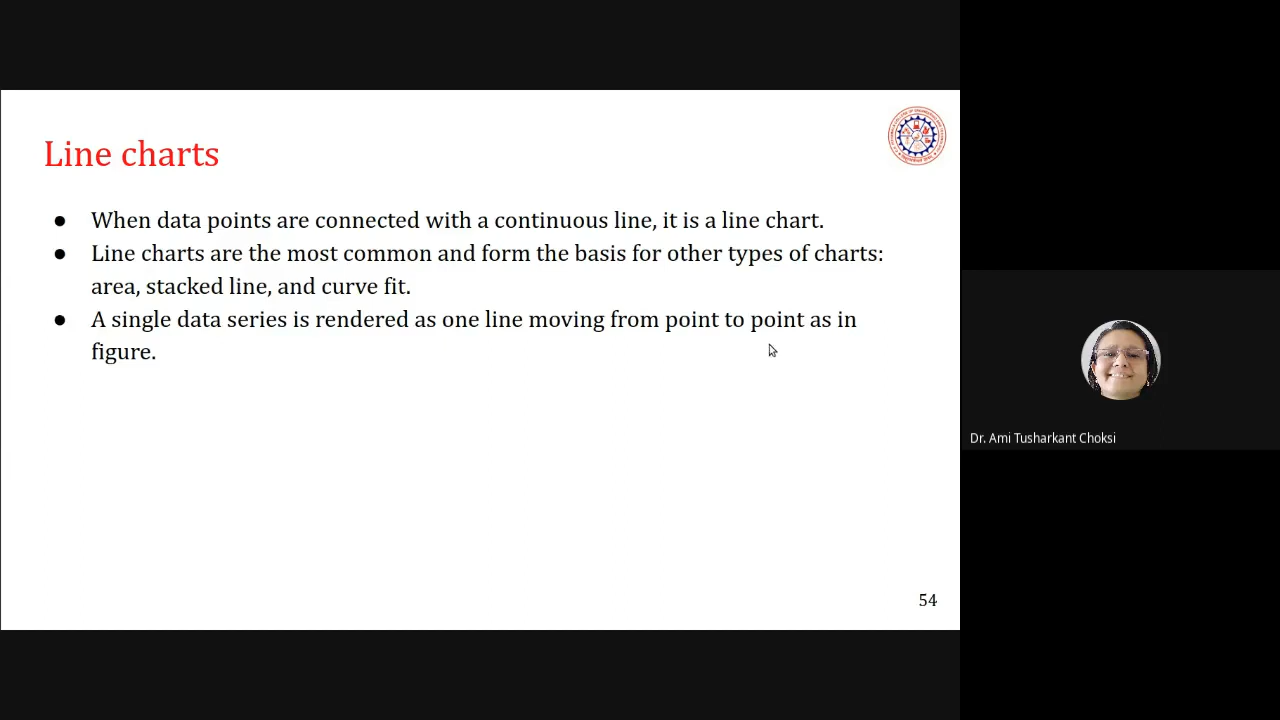 Line charts
● When data points are connected with a continuous line, it is a line chart.
● Line charts are the most common and form the basis for other types of charts:
area, stacked line, and curve fit.
● A single data series is rendered as one line moving from point to point as in
figure.
54
Dr. Ami Tusharkant Choksi